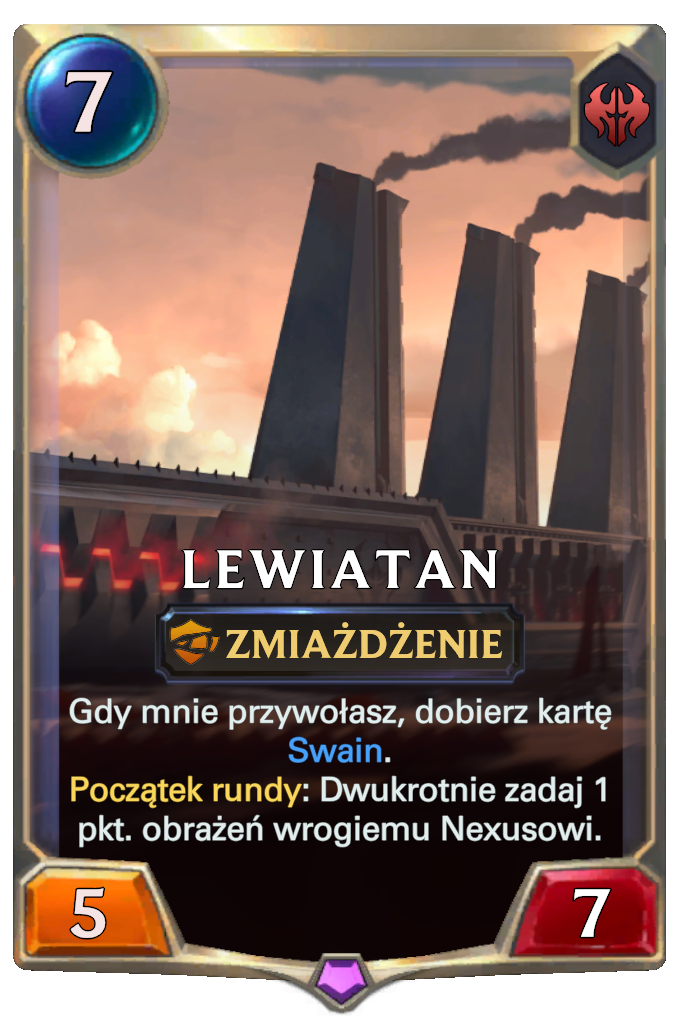 7
LEWIATAN
ZMIAŻDŻENIE
Gdy mnie przywołasz, dobierz kartę
Swain.
Początek rundy: Dwukrotnie zadaj 1
pkt. obrażeń wrogiemu Nexusowi.
5
7